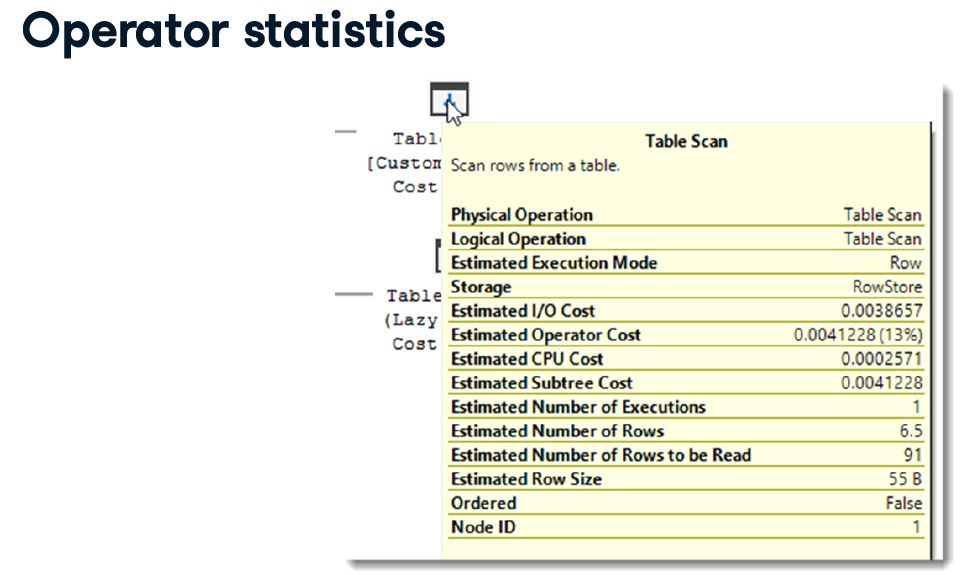 Operator statistics
Tabl
[Custom
Cost
Table
(Lazy
Cost
Table Scan
Scan rows from a table.
Physical Operation Table Scan
Logical Operation Table Scan
Estimated Execution Mode Row
Storage RowStore
Estimated I/O Cost 0.0038657
Estimated Operator Cost 0.0041228 (13%)
Estimated CPU Cost 0.0002571
Estimated Subtree Cost 0.0041228
Estimated Number of Executions 1
Estimated Number of Rows 6.5
Estimated Number of Rows to be Read 91
Estimated Row Size 55 B
Ordered False
Node ID 1